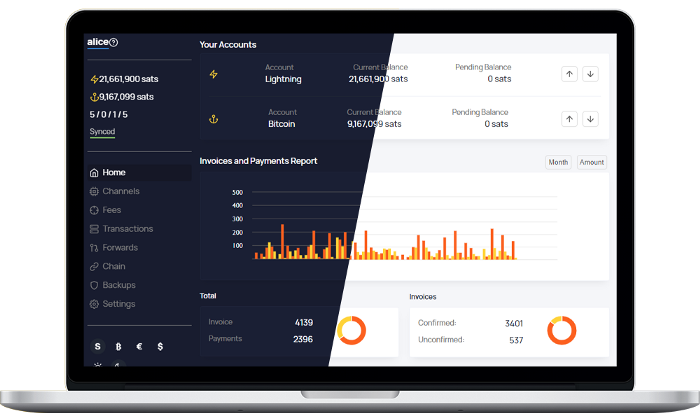 alice
21,661,900 sats
9,167,099 sats
5 / 0 / 1 / 5
Synced
Home
Channels
Fees
Transactions
Forwards
Chain
Backups
Settings
S ₿ € $
Your Accounts
Account Current Balance Pending Balance
Lightning 21,661,900 sats 0 sats
Account Current Balance Pending Balance
Bitcoin 9,167,099 sats 0 sats
Invoices and Payments Report
Month Amount
500
400
300
200
100
Total
Invoice 4139
Payments 2396
Invoices
Confirmed: 3401
Unconfirmed: 537